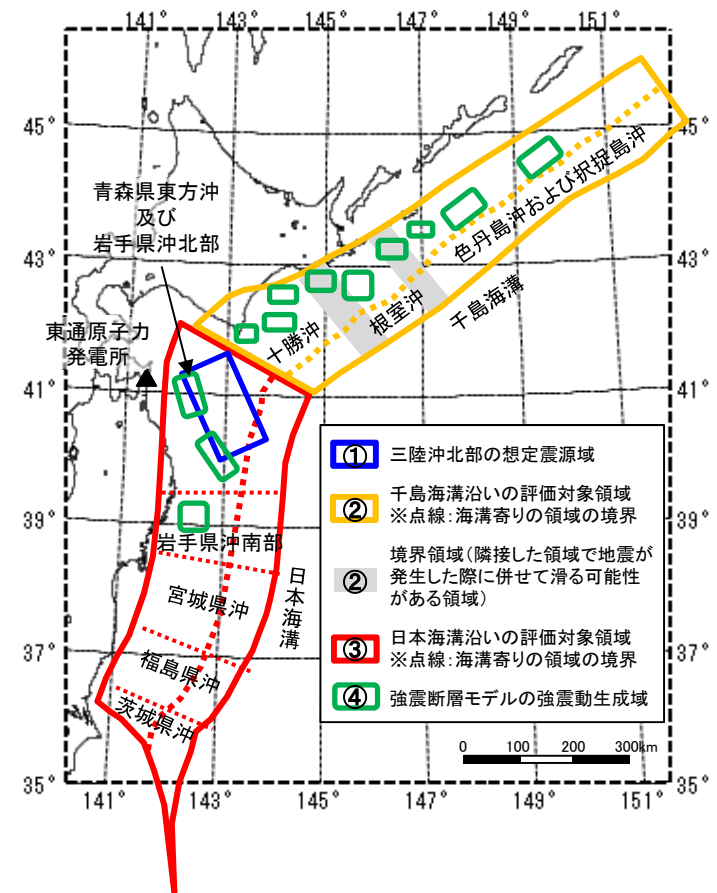 141° 143° 145° 147° 149° 151°
45° 45°
青森県東方沖
及び
岩手県沖北部
43°
色丹島沖および択捉島沖
千島海溝
根室沖
十勝沖
東通原子力
発電所
41°
① 三陸沖北部の想定震源域
② 千島海溝沿いの評価対象領域
※点線:海溝寄りの領域の境界
② 境界領域(隣接した領域で地震が
発生した際に併せて滑る可能性
がある領域)
③ 日本海溝沿いの評価対象領域
※点線:海溝寄りの領域の境界
④ 強震断層モデルの強震動生成域
39°
岩手県沖南部
日本海溝
宮城県沖
37°
福島県沖
茨城県沖
0 100 200 300km
35° 35°
141° 143° 145° 147° 149° 151°